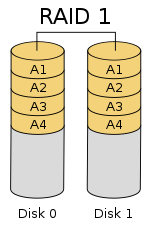 RAID 1
A1 A1
A2 A2
A3 A3
A4 A4
Disk 0 Disk 1